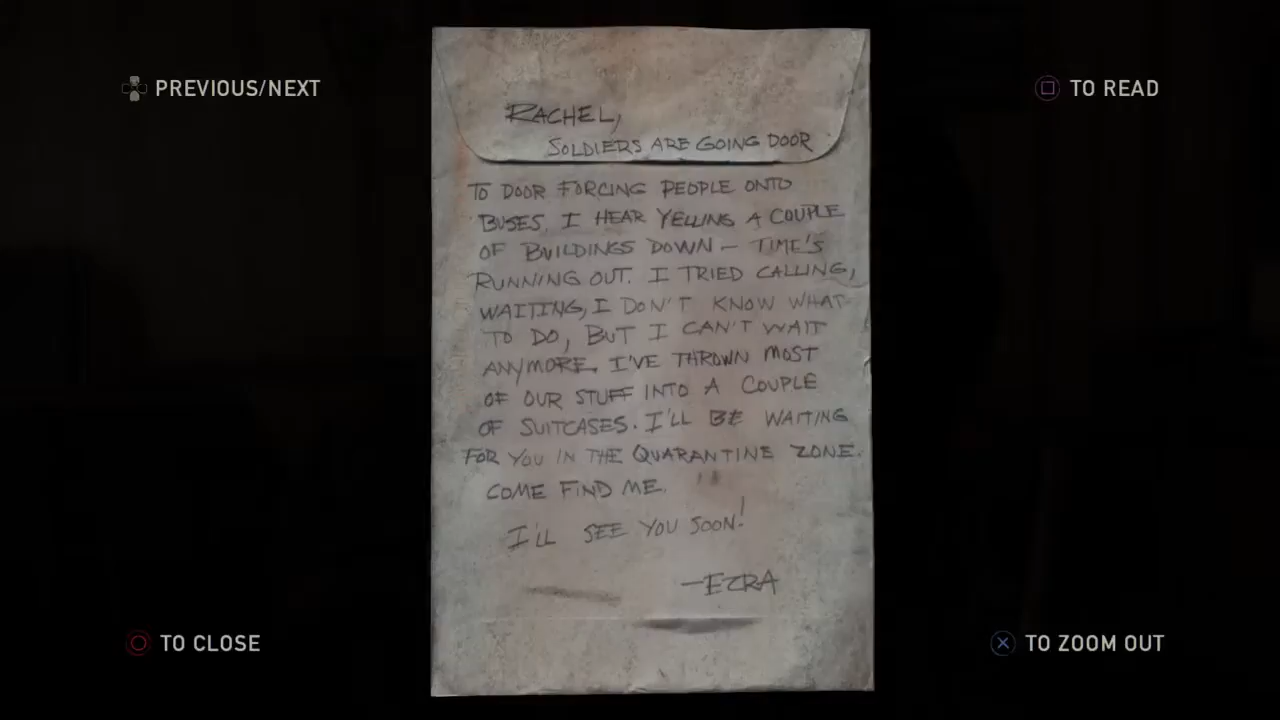 PREVIOUS/NEXT
TO READ
RACHEL,
SOLDIERS ARE GOING DOOR
TO DOOR FORCING PEOPLE ONTO
BUSES. I HEAR YELLING A COUPLE
OF BUILDINGS DOWN – TIME'S
RUNNING OUT. I TRIED CALLING,
WAITING, I DON'T KNOW WHAT
TO DO, BUT I CAN'T WAIT
ANYMORE. I'VE THROWN MOST
OF OUR STUFF INTO A COUPLE
OF SUITCASES. I'LL BE WAITING
FOR YOU IN THE QUARANTINE ZONE.
COME FIND ME.
I'LL SEE YOU SOON!
–EZRA
TO CLOSE
TO ZOOM OUT